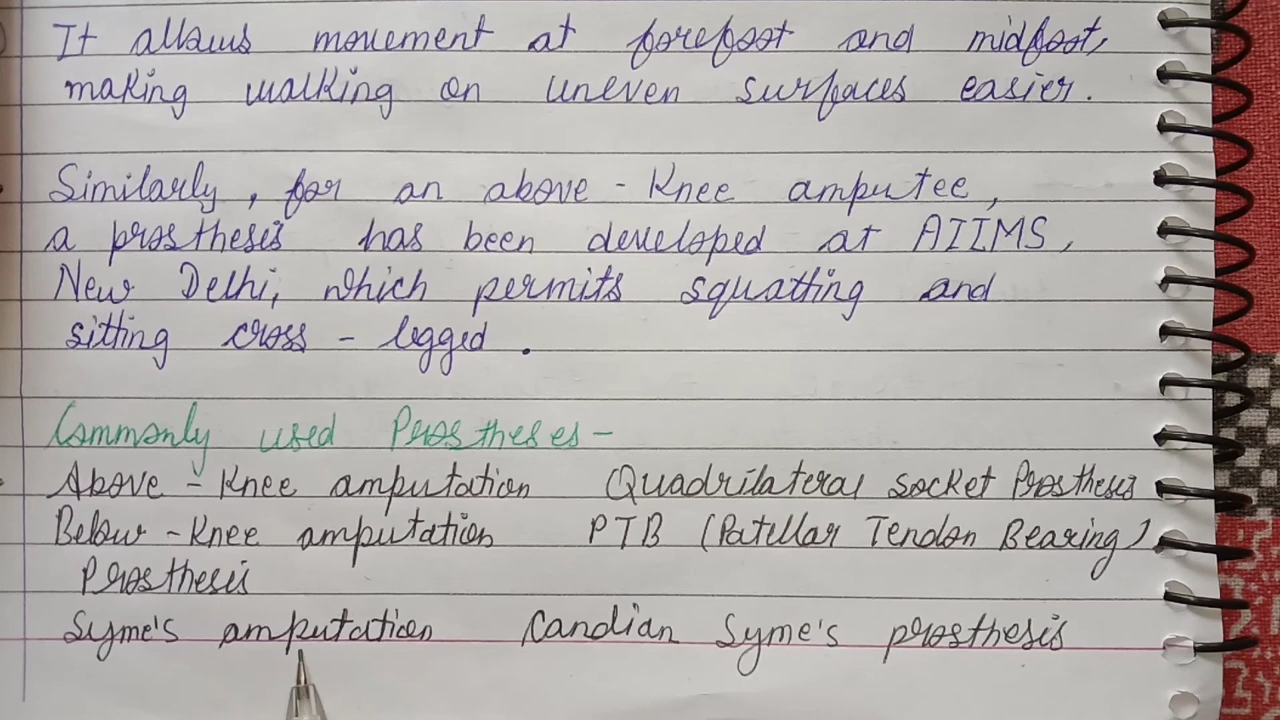 It allows movement at forefoot and midfoot,
making walking on uneven surfaces easier.
Similarly, for an above-Knee amputee,
a prosthesis has been developed at AIIMS,
New Delhi, which permits squatting and
sitting cross-legged.
Commonly used Prostheses-
Above-Knee amputation Quadrilateral socket Prosthesis
Below-Knee amputation PTB (Patellar Tendon Bearing)
Prosthesis
Syme's amputation Candian Syme's prosthesis